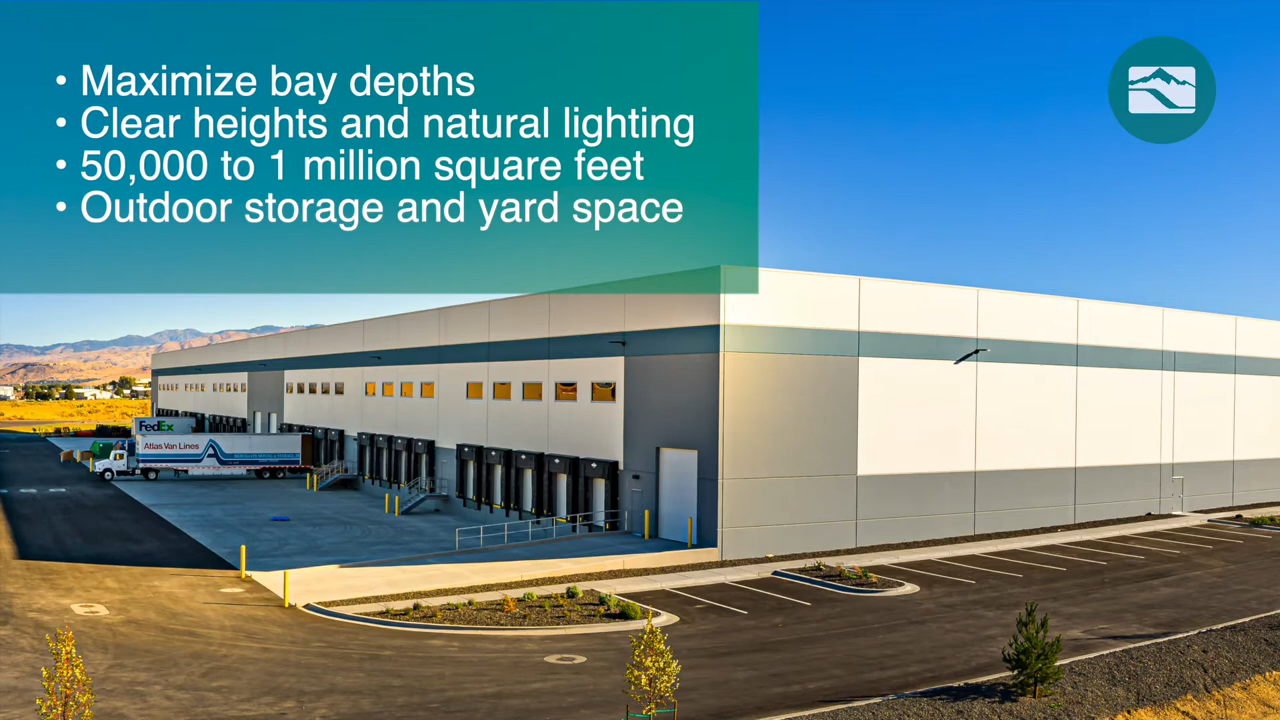 • Maximize bay depths
• Clear heights and natural lighting
• 50,000 to 1 million square feet
• Outdoor storage and yard space
FedEx
Atlas Van Lines